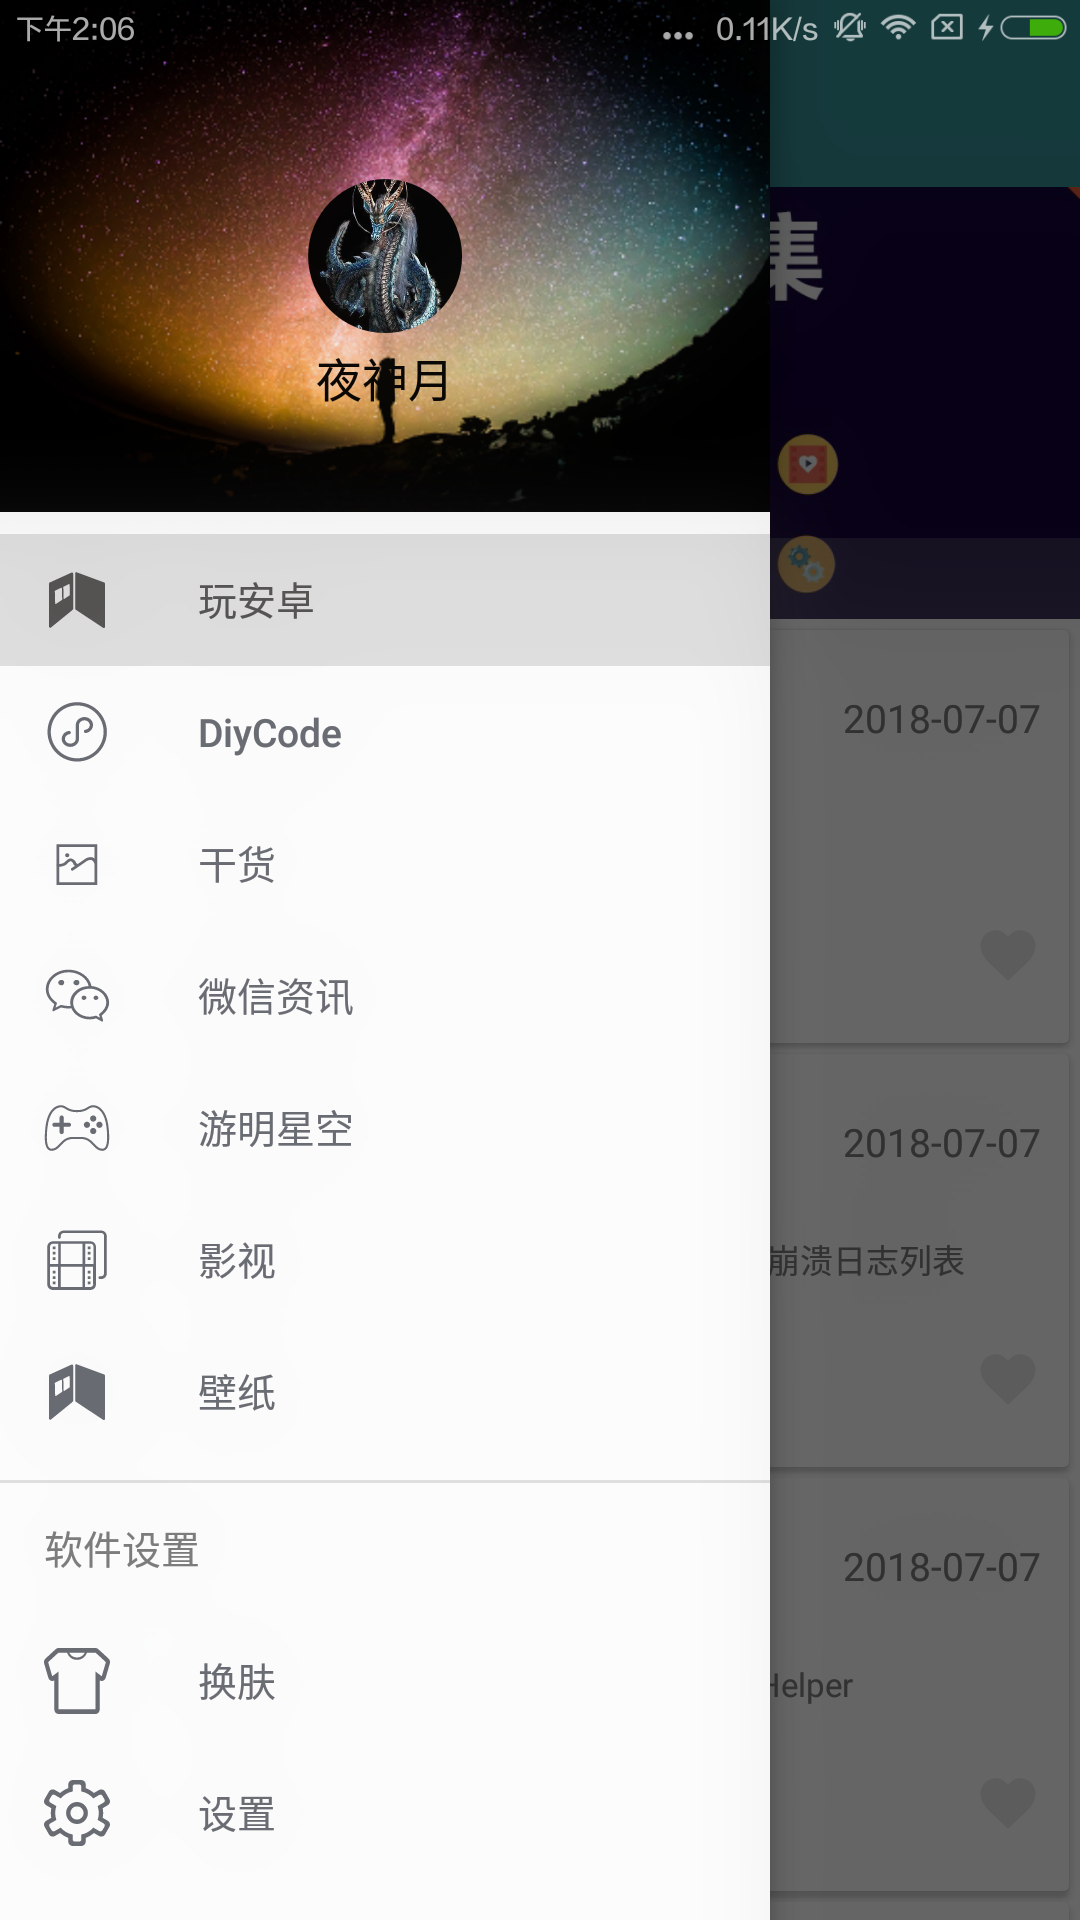 下午2:06
... 0.11K/s
集
夜神月
玩安卓
2018-07-07
DiyCode
干货
微信资讯
游明星空
2018-07-07
影视
崩溃日志列表
壁纸
软件设置
2018-07-07
换肤
Helper
设置